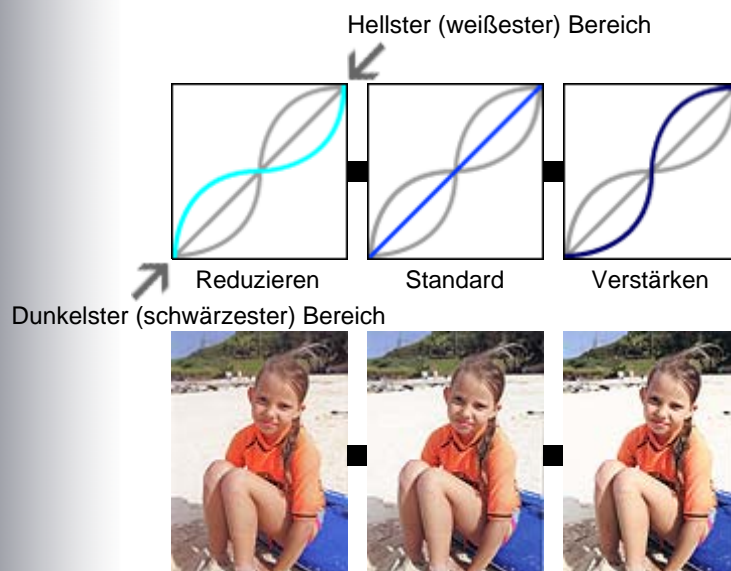 Hellster (weißester) Bereich
Reduzieren
Standard
Verstärken
Dunkelster (schwärzester) Bereich